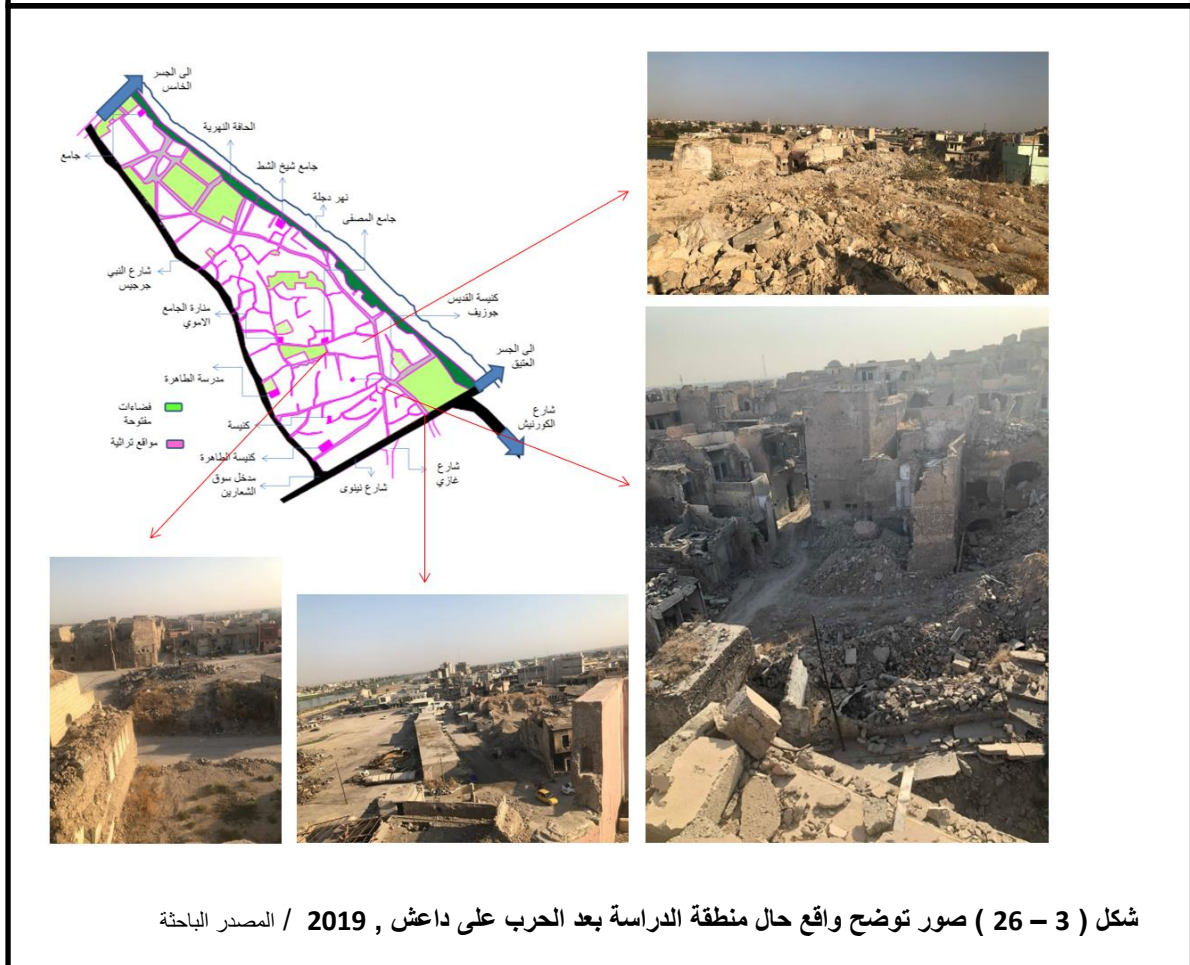 الى الجسر
الخامس
الحافة النهرية
جامع
جامع شيخ الشط
نهر دجلة
جامع المصفى
شارع النبي
جرجيس
كنيسة القديس
جوزيف
منارة الجامع
الاموي
الى الجسر
العتيق
مدرسة الطاهرة
شارع
الكورنيش
فضاءات
مفتوحة
كنيسة
مواقع تراثية
كنيسة الطاهرة
شارع
غازي
مدخل سوق
الشعارين
شارع نينوى
شكل ( 3 – 26 ) صور توضح واقع حال منطقة الدراسة بعد الحرب على داعش , 2019 / المصدر الباحثة